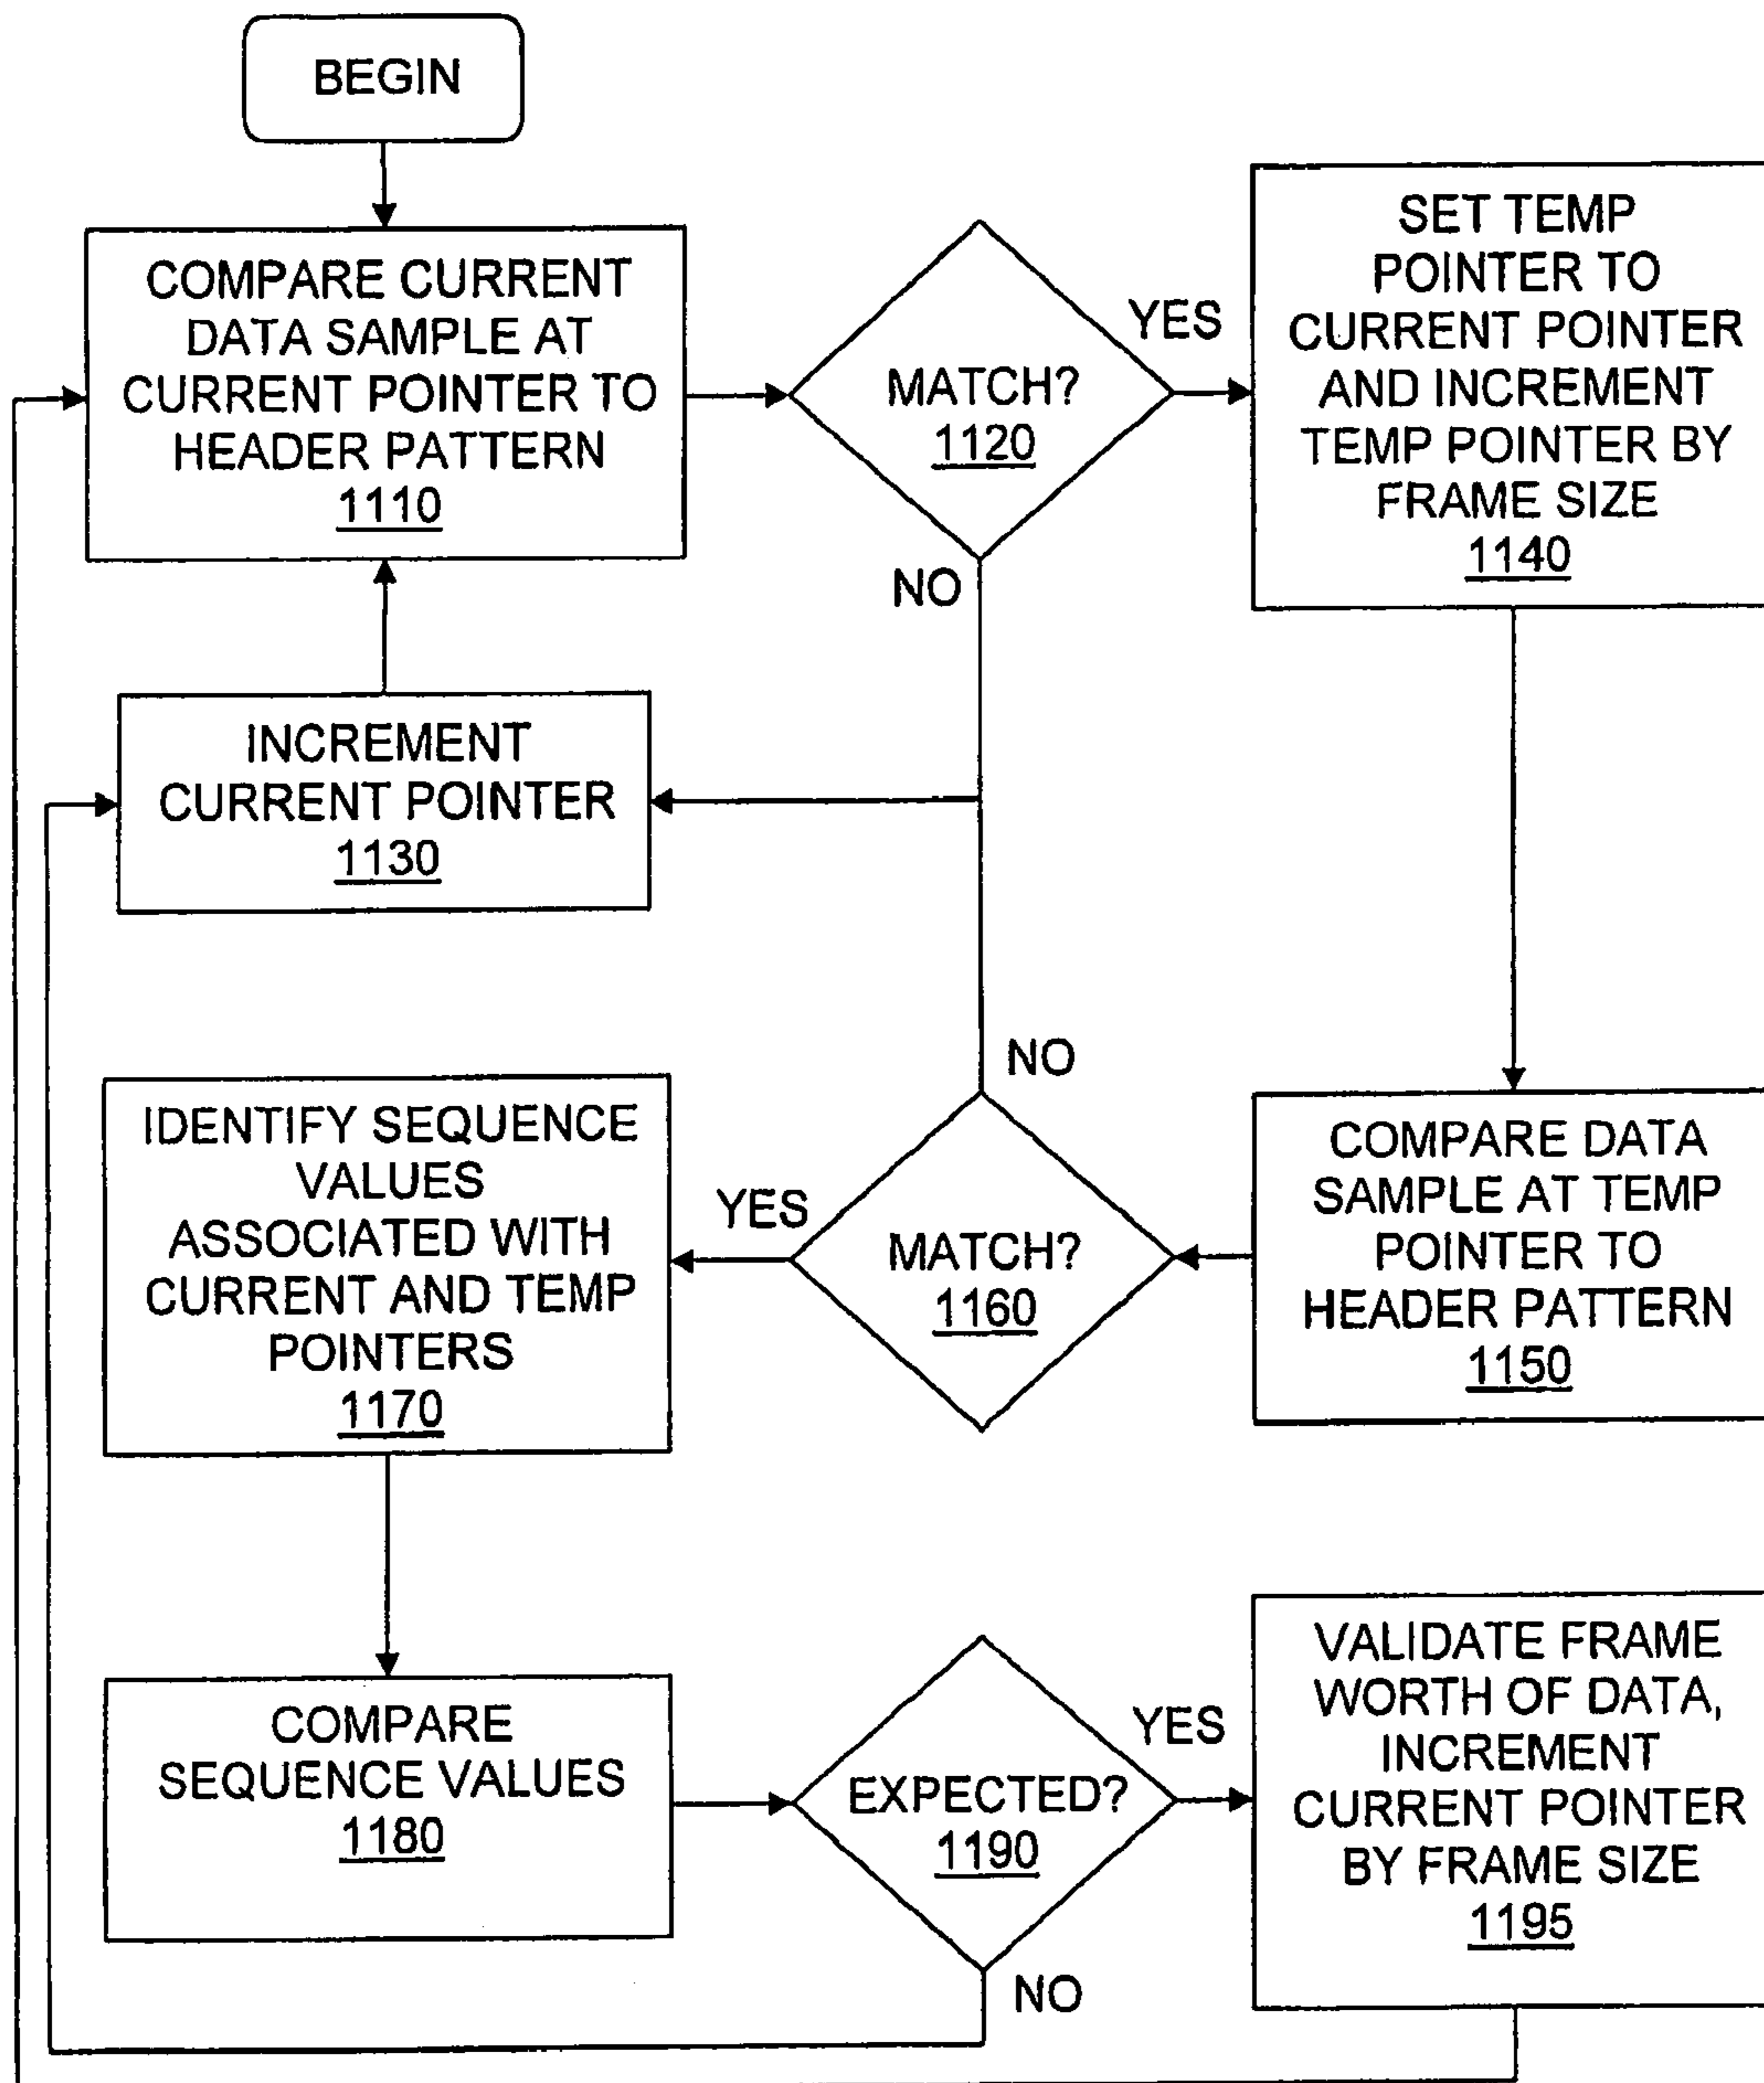 BEGIN
COMPARE CURRENT
DATA SAMPLE AT
CURRENT POINTER TO
HEADER PATTERN
1110
MATCH?
1120
YES
NO
SET TEMP
POINTER TO
CURRENT POINTER
AND INCREMENT
TEMP POINTER BY
FRAME SIZE
1140
INCREMENT
CURRENT POINTER
1130
COMPARE DATA
SAMPLE AT TEMP
POINTER TO
HEADER PATTERN
1150
NO
MATCH?
1160
YES
IDENTIFY SEQUENCE
VALUES
ASSOCIATED WITH
CURRENT AND TEMP
POINTERS
1170
COMPARE
SEQUENCE VALUES
1180
EXPECTED?
1190
YES
NO
VALIDATE FRAME
WORTH OF DATA,
INCREMENT
CURRENT POINTER
BY FRAME SIZE
1195